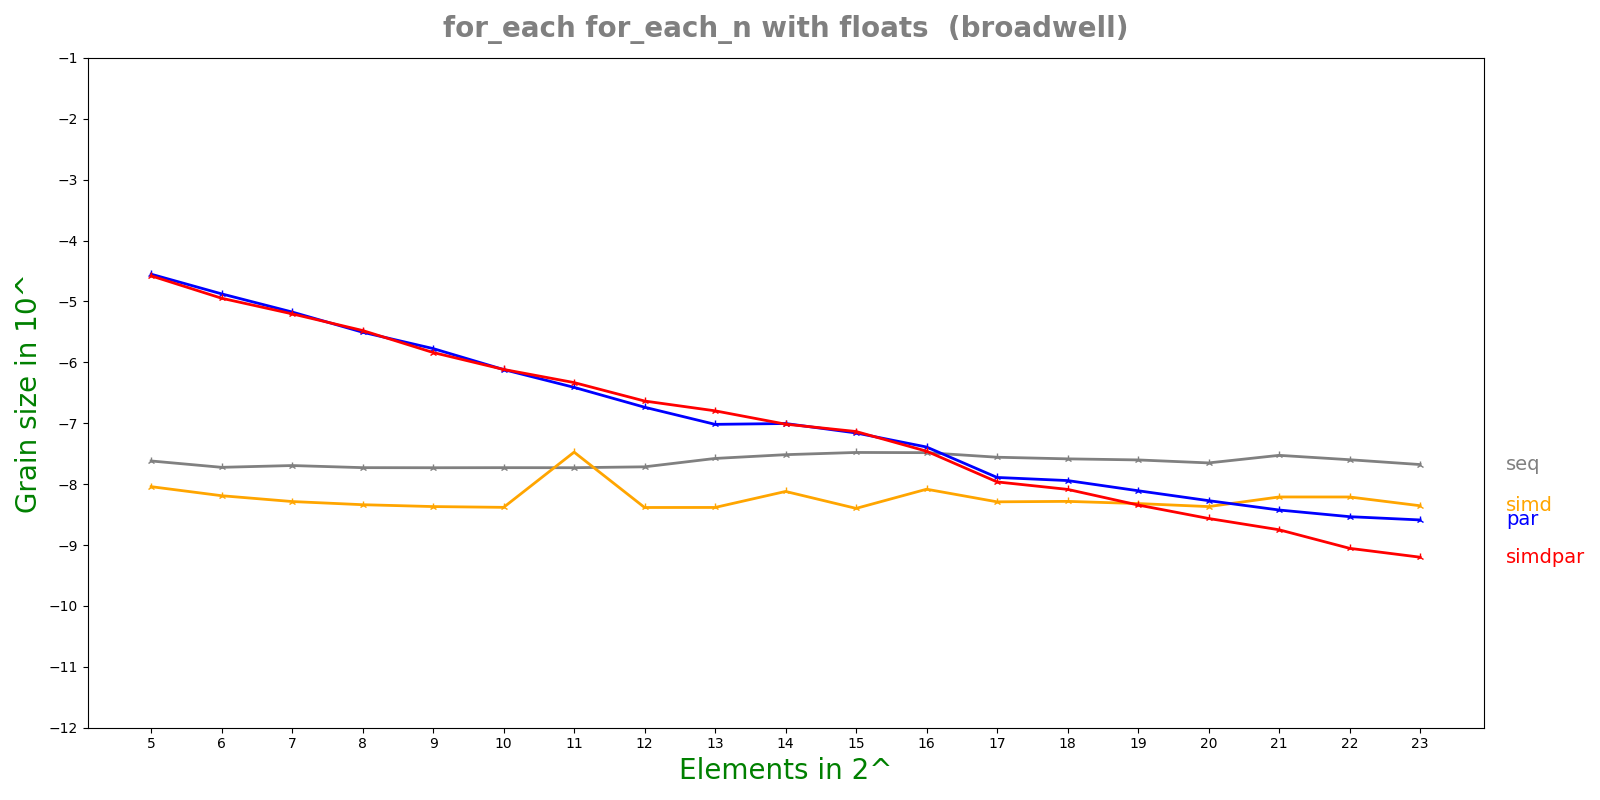 for_each for_each_n with floats  (broadwell)
Grain size in 10^
−1
−2
−3
−4
−5
−6
−7
−8
−9
−10
−11
−12
seq
simd
par
simdpar
5 6 7 8 9 10 11 12 13 14 15 16 17 18 19 20 21 22 23
Elements in 2^